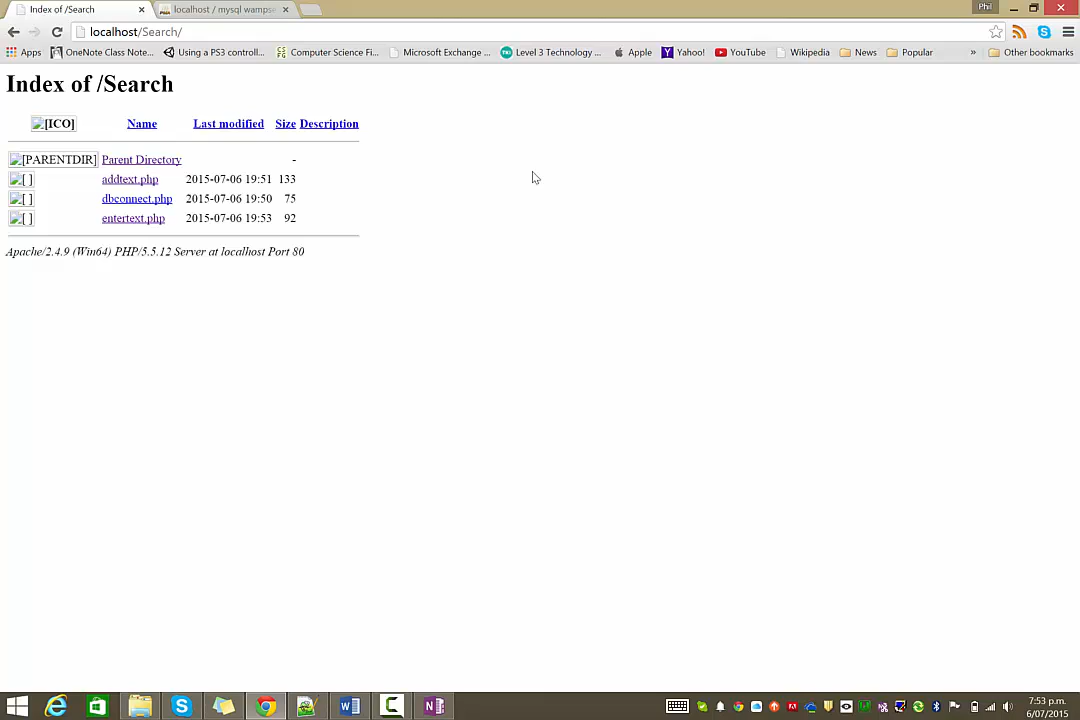 Index of /Search
localhost / mysql wampse
Phil
localhost/Search/
Apps OneNote Class Note... Using a PS3 controll... Computer Science Fi... Microsoft Exchange ... Level 3 Technology ... Apple Yahoo! YouTube Wikipedia News Popular » Other bookmarks
Index of /Search
[ICO] Name Last modified Size Description
[PARENTDIR] Parent Directory -
[ ] addtext.php 2015-07-06 19:51 133
[ ] dbconnect.php 2015-07-06 19:50 75
[ ] entertext.php 2015-07-06 19:53 92
Apache/2.4.9 (Win64) PHP/5.5.12 Server at localhost Port 80
7:53 p.m.
6/07/2015